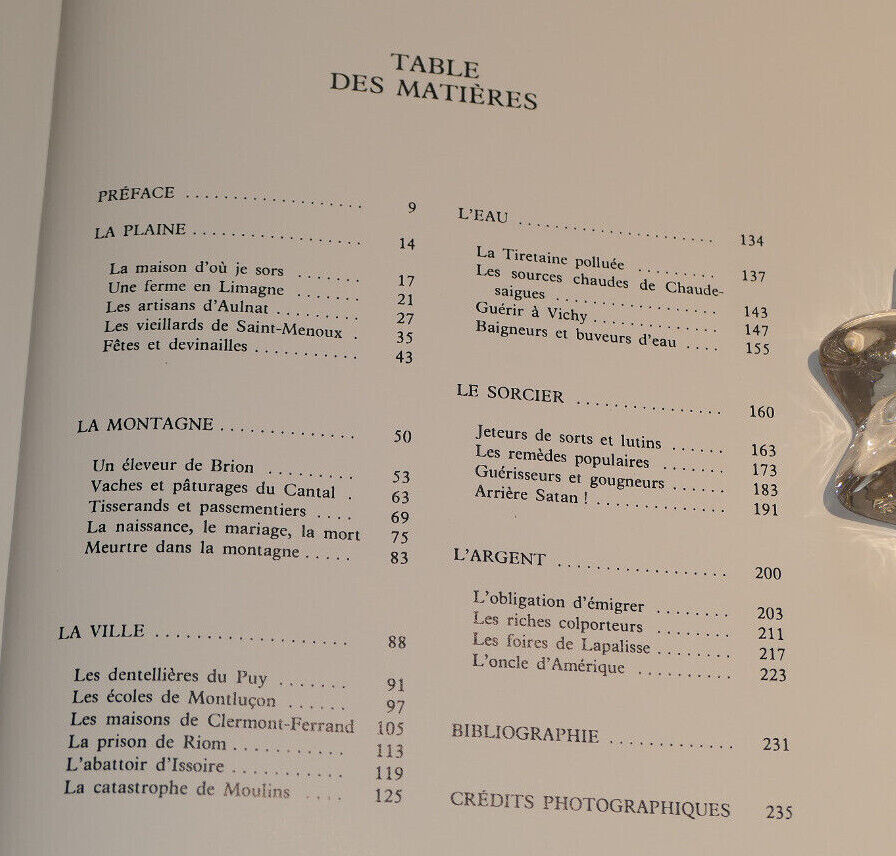 TABLE
DES MATIÈRES
PRÉFACE ................... 9
LA PLAINE .................. 14
La maison d'où je sors ....... 17
Une ferme en Limagne ....... 21
Les artisans d'Aulnat ......... 27
Les vieillards de Saint-Menoux . 35
Fêtes et devinailles ........... 43
LA MONTAGNE .............. 50
Un éleveur de Brion ......... 53
Vaches et pâturages du Cantal . 63
Tisserands et passementiers .... 69
La naissance, le mariage, la mort 75
Meurtre dans la montagne ..... 83
LA VILLE .................... 88
Les dentellières du Puy ....... 91
Les écoles de Montluçon ...... 97
Les maisons de Clermont-Ferrand 105
La prison de Riom ........... 113
L'abattoir d'Issoire ........... 119
La catastrophe de Moulins .... 125
L'EAU ..................... 134
La Tiretaine polluée ......... 137
Les sources chaudes de Chaude-
saigues ................. 143
Guérir à Vichy ............. 147
Baigneurs et buveurs d'eau .... 155
LE SORCIER ............... 160
Jeteurs de sorts et lutins ...... 163
Les remèdes populaires ....... 173
Guérisseurs et gougneurs ...... 183
Arrière Satan ! .............. 191
L'ARGENT .................. 200
L'obligation d'émigrer ........ 203
Les riches colporteurs ........ 211
Les foires de Lapalisse ........ 217
L'oncle d'Amérique .......... 223
BIBLIOGRAPHIE ............. 231
CRÉDITS PHOTOGRAPHIQUES 235